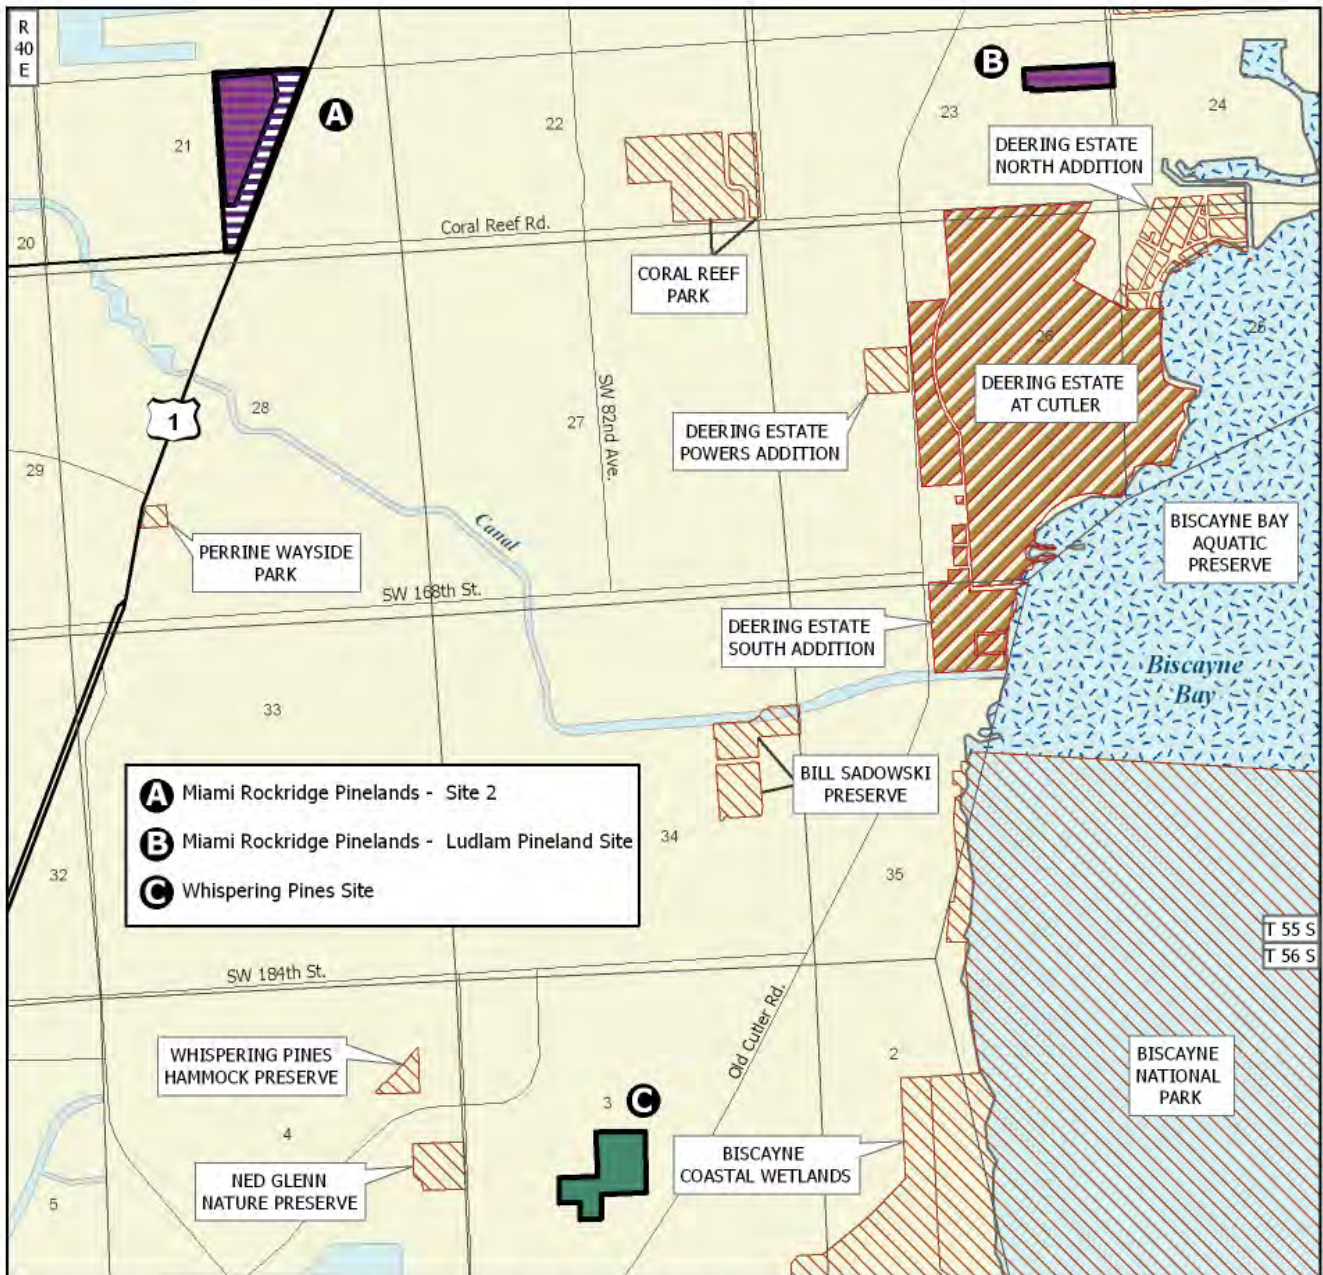 R
40
E
A
B
21
22
23
24
DEERING ESTATE
NORTH ADDITION
20
Coral Reef Rd.
CORAL REEF
PARK
26
25
DEERING ESTATE
AT CUTLER
SW 82nd Ave.
1
28
27
DEERING ESTATE
POWERS ADDITION
29
Canal
BISCAYNE BAY
AQUATIC
PRESERVE
PERRINE WAYSIDE
PARK
SW 168th St.
DEERING ESTATE
SOUTH ADDITION
Biscayne
Bay
33
BILL SADOWSKI
PRESERVE
A Miami Rockridge Pinelands - Site 2
B Miami Rockridge Pinelands - Ludlam Pineland Site
C Whispering Pines Site
34
32
35
T 55 S
T 56 S
SW 184th St.
Old Cutler Rd.
WHISPERING PINES
HAMMOCK PRESERVE
2
BISCAYNE
NATIONAL
PARK
3
C
4
BISCAYNE
COASTAL WETLANDS
NED GLENN
NATURE PRESERVE
5